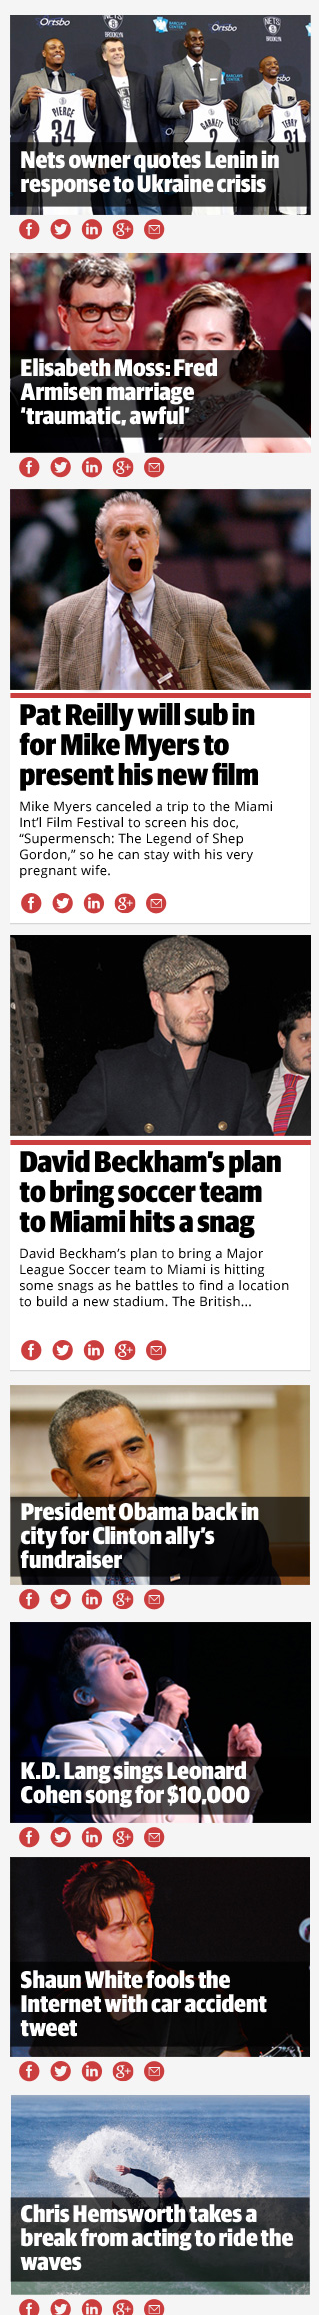 Ortsbo
NETS
BROOKLYN
BARCLAYS CENTER
Ortsbo
NETS
BROOKLYN
BARCLAYS CENTER
PIERCE
34
GARNETT
2
TERRY
31
Nets owner quotes Lenin in
response to Ukraine crisis
Elisabeth Moss: Fred
Armisen marriage
‘traumatic, awful’
Pat Reilly will sub in
for Mike Myers to
present his new film
Mike Myers canceled a trip to the Miami
Int’l Film Festival to screen his doc,
“Supermensch: The Legend of Shep
Gordon,” so he can stay with his very
pregnant wife.
David Beckham’s plan
to bring soccer team
to Miami hits a snag
David Beckham’s plan to bring a Major
League Soccer team to Miami is hitting
some snags as he battles to find a location
to build a new stadium. The British...
President Obama back in
city for Clinton ally’s
fundraiser
K.D. Lang sings Leonard
Cohen song for $10,000
Shaun White fools the
Internet with car accident
tweet
Chris Hemsworth takes a
break from acting to ride the
waves